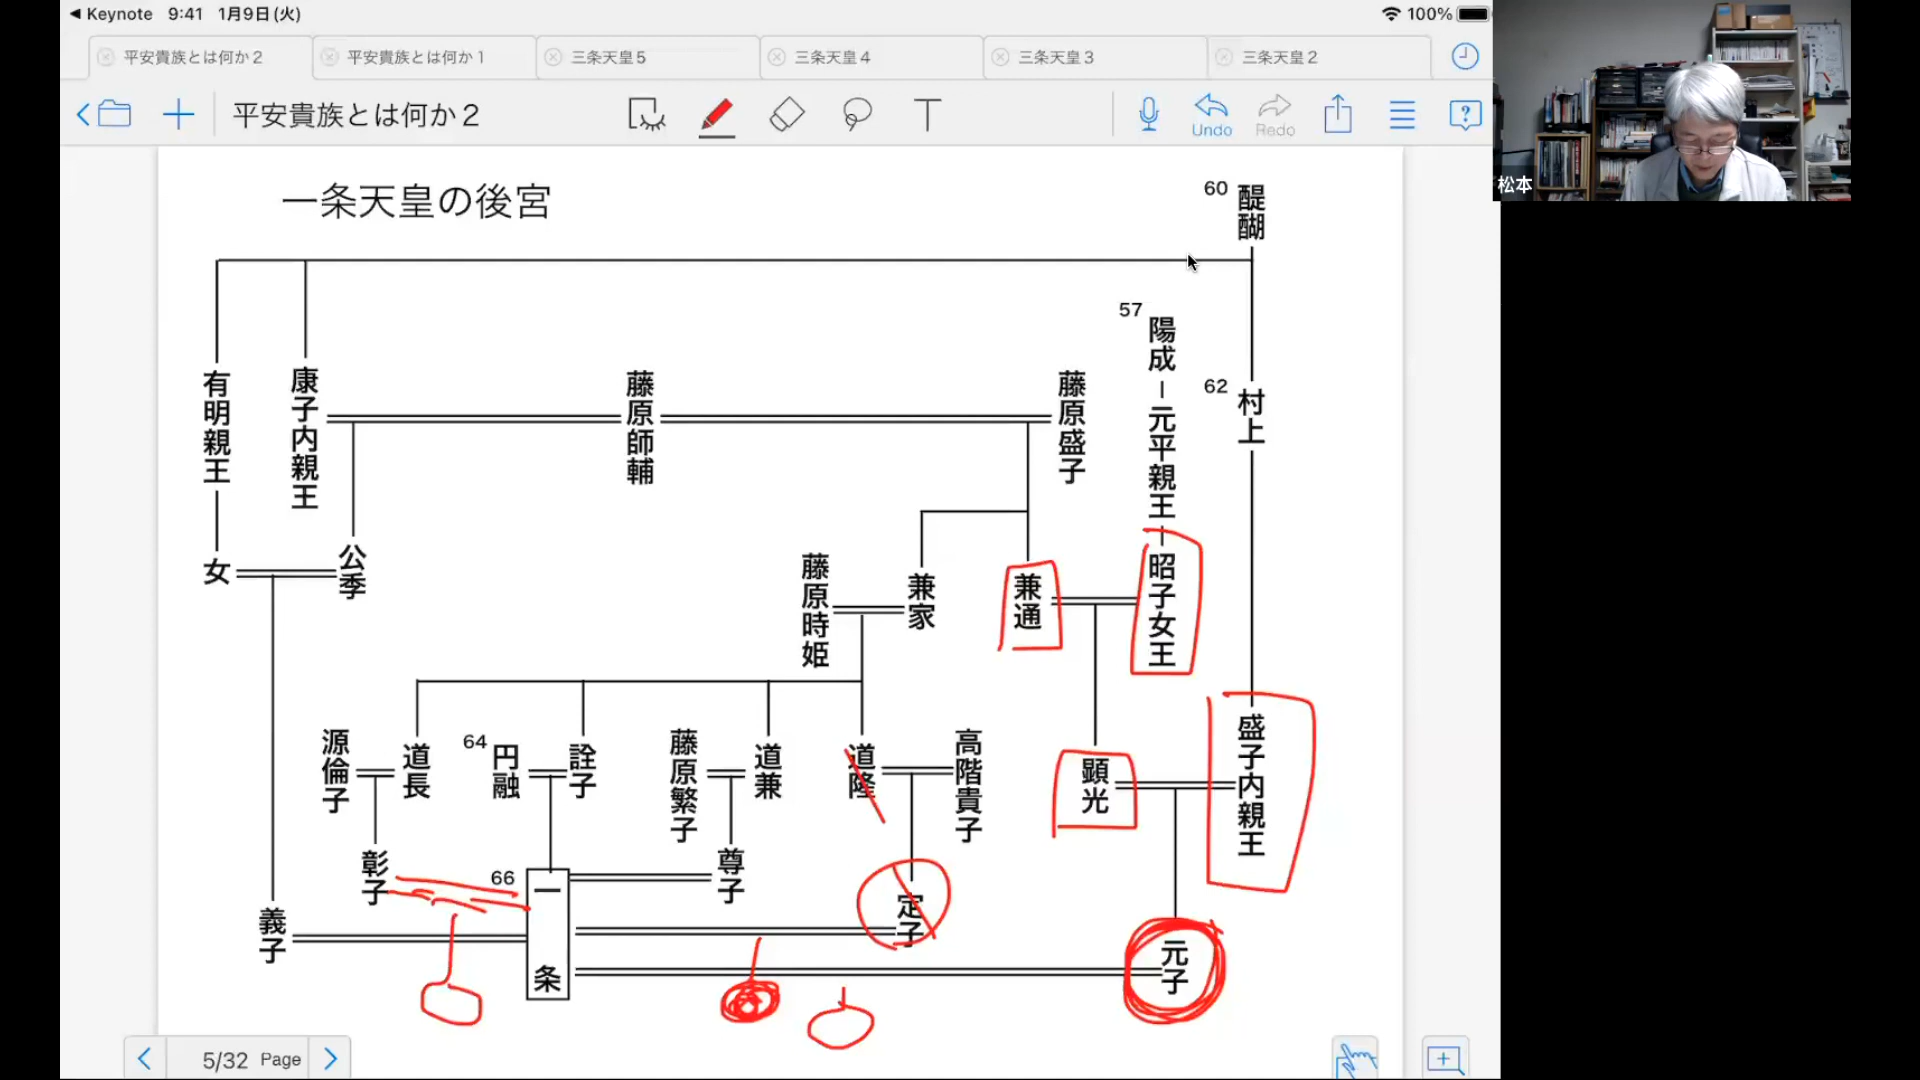 Keynote 9:41 1月9日(火)
100%
平安貴族とは何か２
平安貴族とは何か１
三条天皇５
三条天皇４
三条天皇３
三条天皇２
平安貴族とは何か２
Undo
Redo
松本
一条天皇の後宮
60
醍醐
57
陽成
元平親王
昭子女王
62
村上
有明親王
康子内親王
藤原師輔
藤原盛子
女
公季
藤原時姫
兼家
兼通
源倫子
道長
64
円融
詮子
藤原繁子
道兼
道隆
高階貴子
顕光
盛子内親王
彰子
66
一条
尊子
定子
義子
元子
5/32 Page